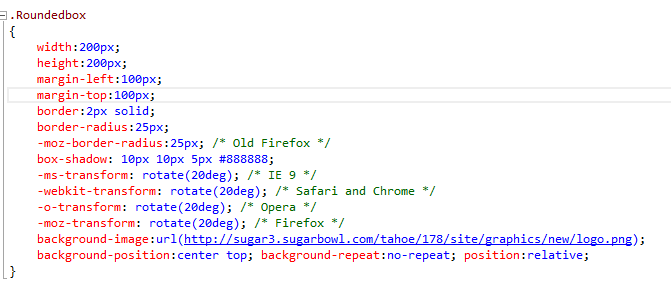 .Roundedbox
{
width:200px;
height:200px;
margin-left:100px;
margin-top:100px;
border:2px solid;
border-radius:25px;
-moz-border-radius:25px; /* Old Firefox */
box-shadow: 10px 10px 5px #888888;
-ms-transform: rotate(20deg); /* IE 9 */
-webkit-transform: rotate(20deg); /* Safari and Chrome */
-o-transform: rotate(20deg); /* Opera */
-moz-transform: rotate(20deg); /* Firefox */
background-image:url(http://sugar3.sugarbowl.com/tahoe/178/site/graphics/new/logo.png);
background-position:center top; background-repeat:no-repeat; position:relative;
}